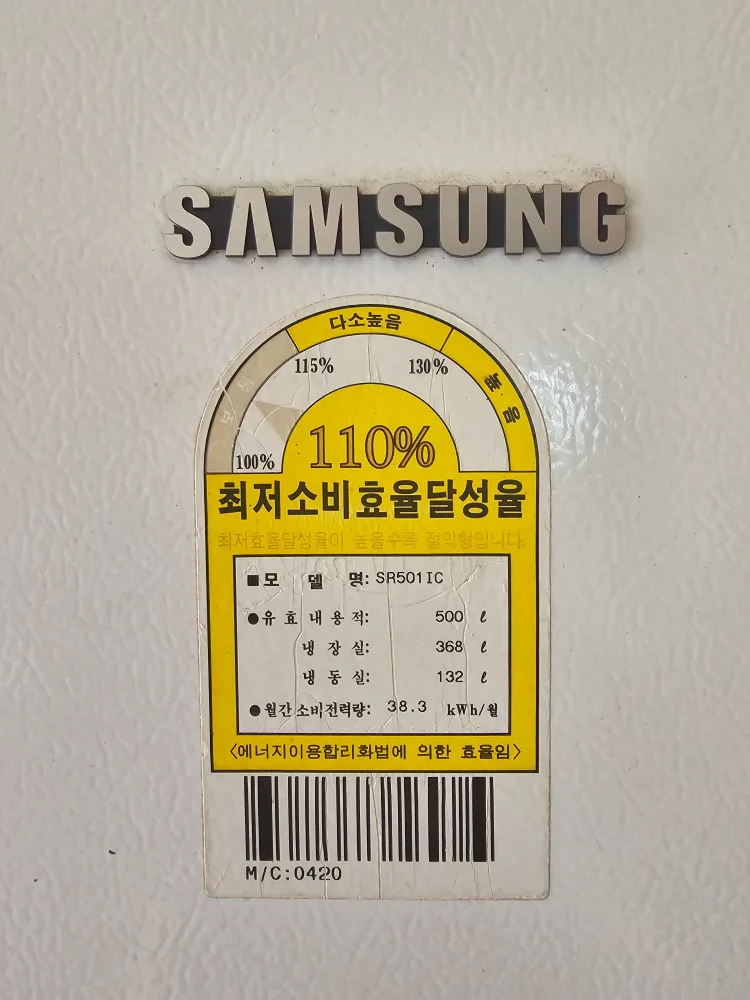 SAMSUNG
다소높음
115% 130%
보통
높음
100%
110%
최저소비효율달성율
최저효율달성율이 높을수록 절약형입니다.
■모 델 명: SR501IC
●유효내용적: 500 ℓ
냉장실: 368 ℓ
냉동실: 132 ℓ
●월간소비전력량: 38.3 kWh/월
〈에너지이용합리화법에 의한 효율임〉
M/C:0420